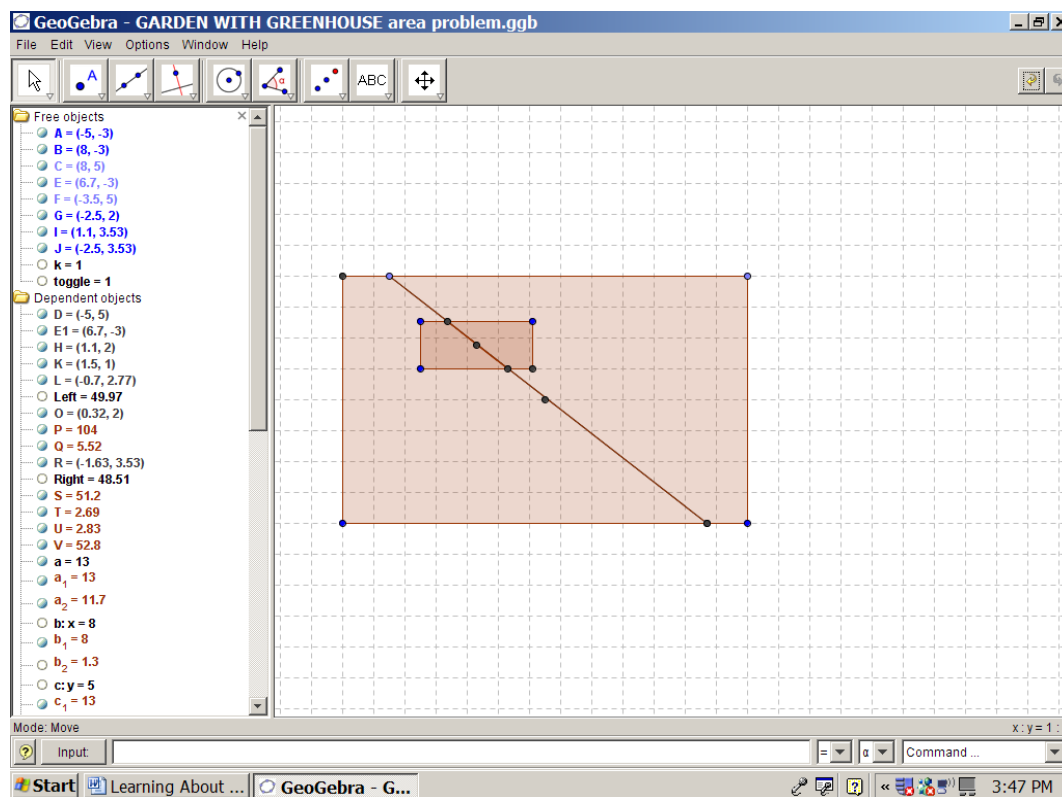 GeoGebra - GARDEN WITH GREENHOUSE area problem.ggb
File Edit View Options Window Help
A
α
ABC
Free objects
A = (-5, -3)
B = (8, -3)
C = (8, 5)
E = (6.7, -3)
F = (-3.5, 5)
G = (-2.5, 2)
I = (1.1, 3.53)
J = (-2.5, 3.53)
k = 1
toggle = 1
Dependent objects
D = (-5, 5)
E1 = (6.7, -3)
H = (1.1, 2)
K = (1.5, 1)
L = (-0.7, 2.77)
Left = 49.97
O = (0.32, 2)
P = 104
Q = 5.52
R = (-1.63, 3.53)
Right = 48.51
S = 51.2
T = 2.69
U = 2.83
V = 52.8
a = 13
a₁ = 13
a₂ = 11.7
b: x = 8
b₁ = 8
b₂ = 1.3
c: y = 5
c₁ = 13
Mode: Move
x : y = 1 :
? Input: = α Command ...
Start Learning About ... GeoGebra - G... ? « 3:47 PM